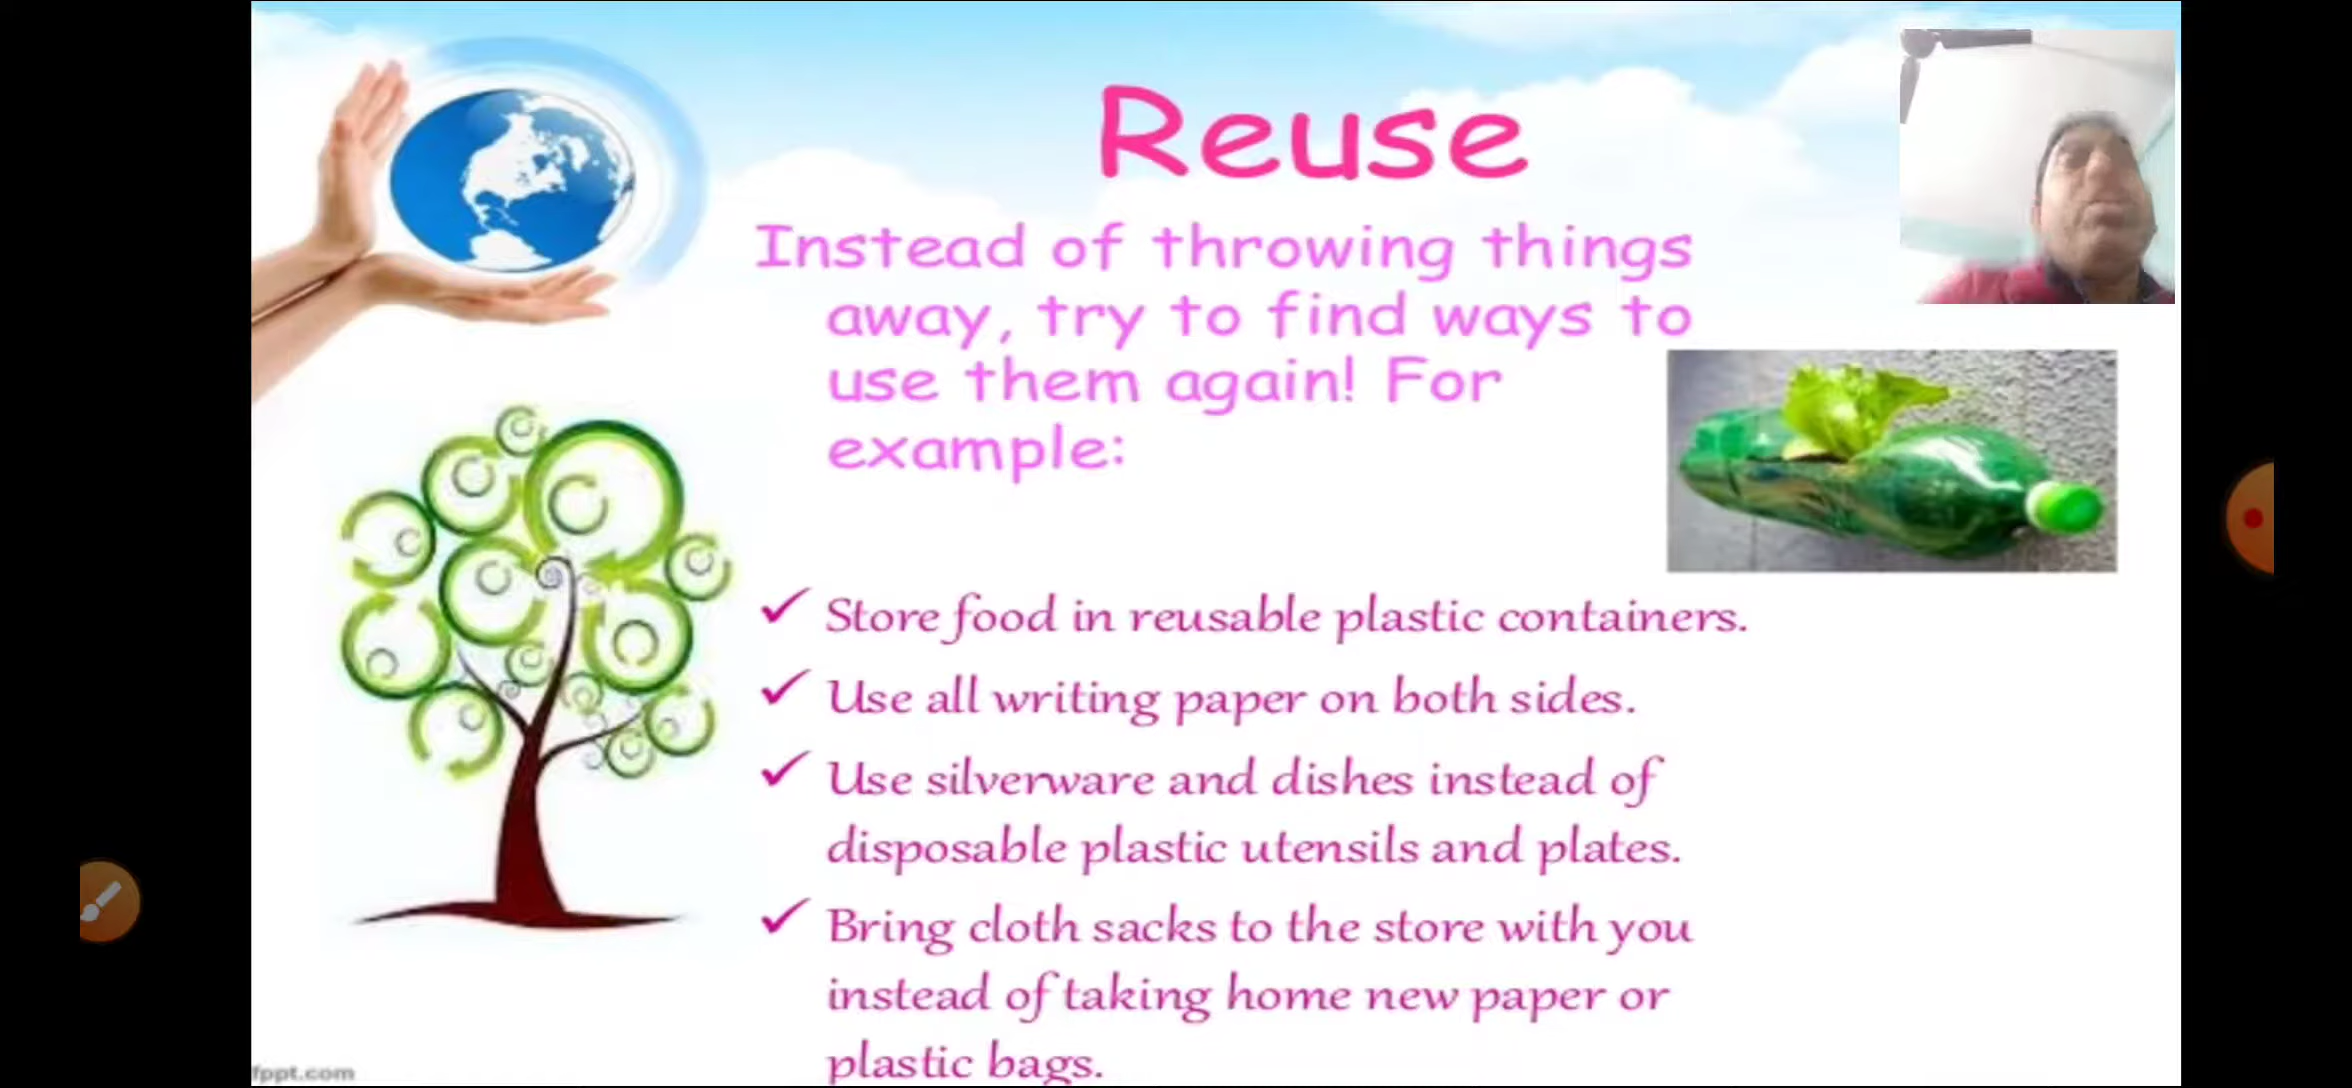 Reuse
Instead of throwing things
away, try to find ways to
use them again! For
example:
✓ Store food in reusable plastic containers.
✓ Use all writing paper on both sides.
✓ Use silverware and dishes instead of
disposable plastic utensils and plates.
✓ Bring cloth sacks to the store with you
instead of taking home new paper or
plastic bags.
fppt.com